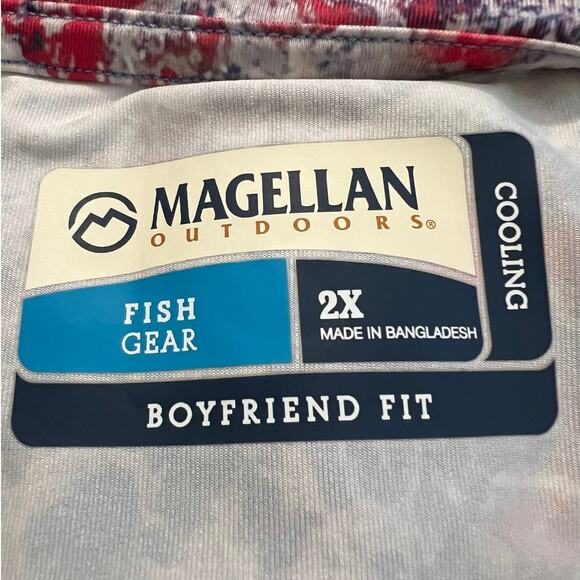 MAGELLAN
OUTDOORS®
COOLING
FISH
GEAR
2X
MADE IN BANGLADESH
BOYFRIEND FIT